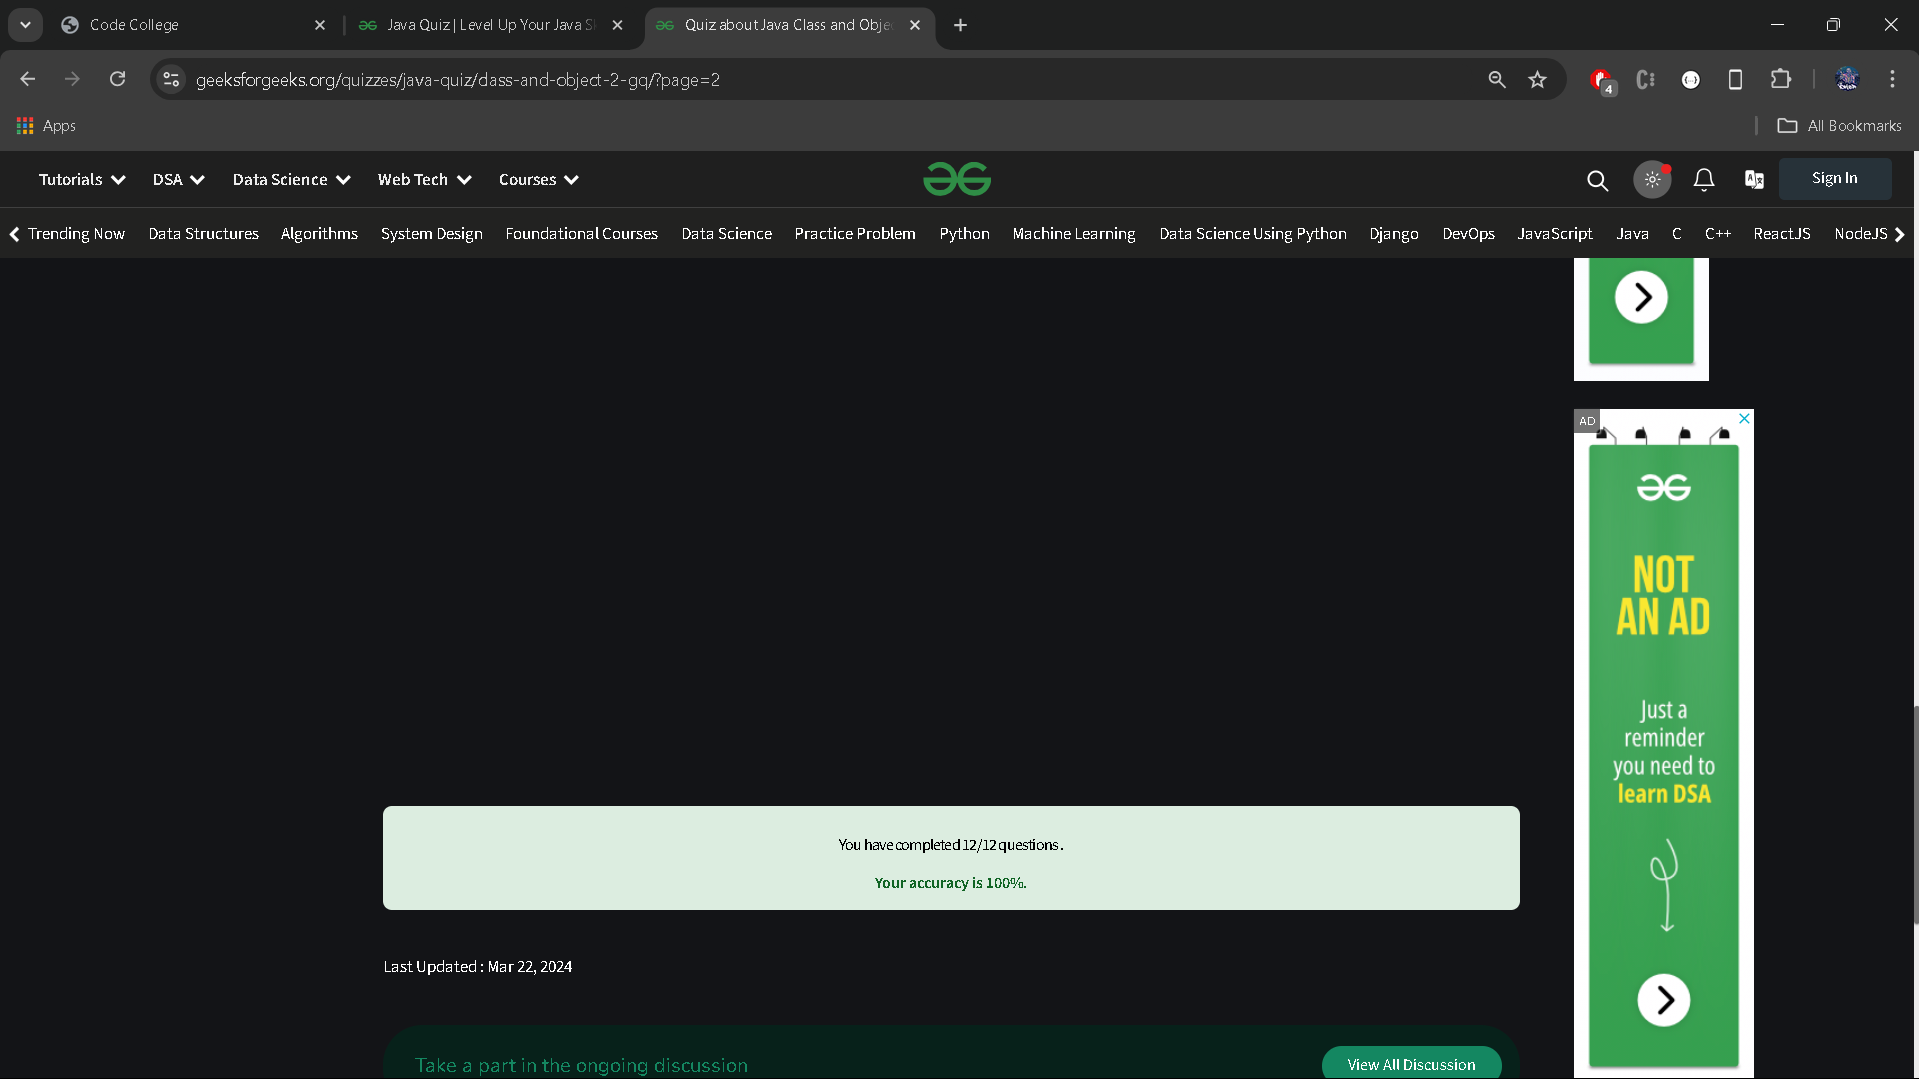 Code College
Java Quiz | Level Up Your Java S
Quiz about Java Class and Obje
geeksforgeeks.org/quizzes/java-quiz/class-and-object-2-gq/?page=2
4
Apps
All Bookmarks
Tutorials
DSA
Data Science
Web Tech
Courses
Sign In
Trending Now
Data Structures
Algorithms
System Design
Foundational Courses
Data Science
Practice Problem
Python
Machine Learning
Data Science Using Python
Django
DevOps
JavaScript
Java
C
C++
ReactJS
NodeJS
AD
NOT
AN AD
Just a
reminder
you need to
learn DSA
You have completed 12/12 questions .
Your accuracy is 100%.
Last Updated : Mar 22, 2024
Take a part in the ongoing discussion
View All Discussion